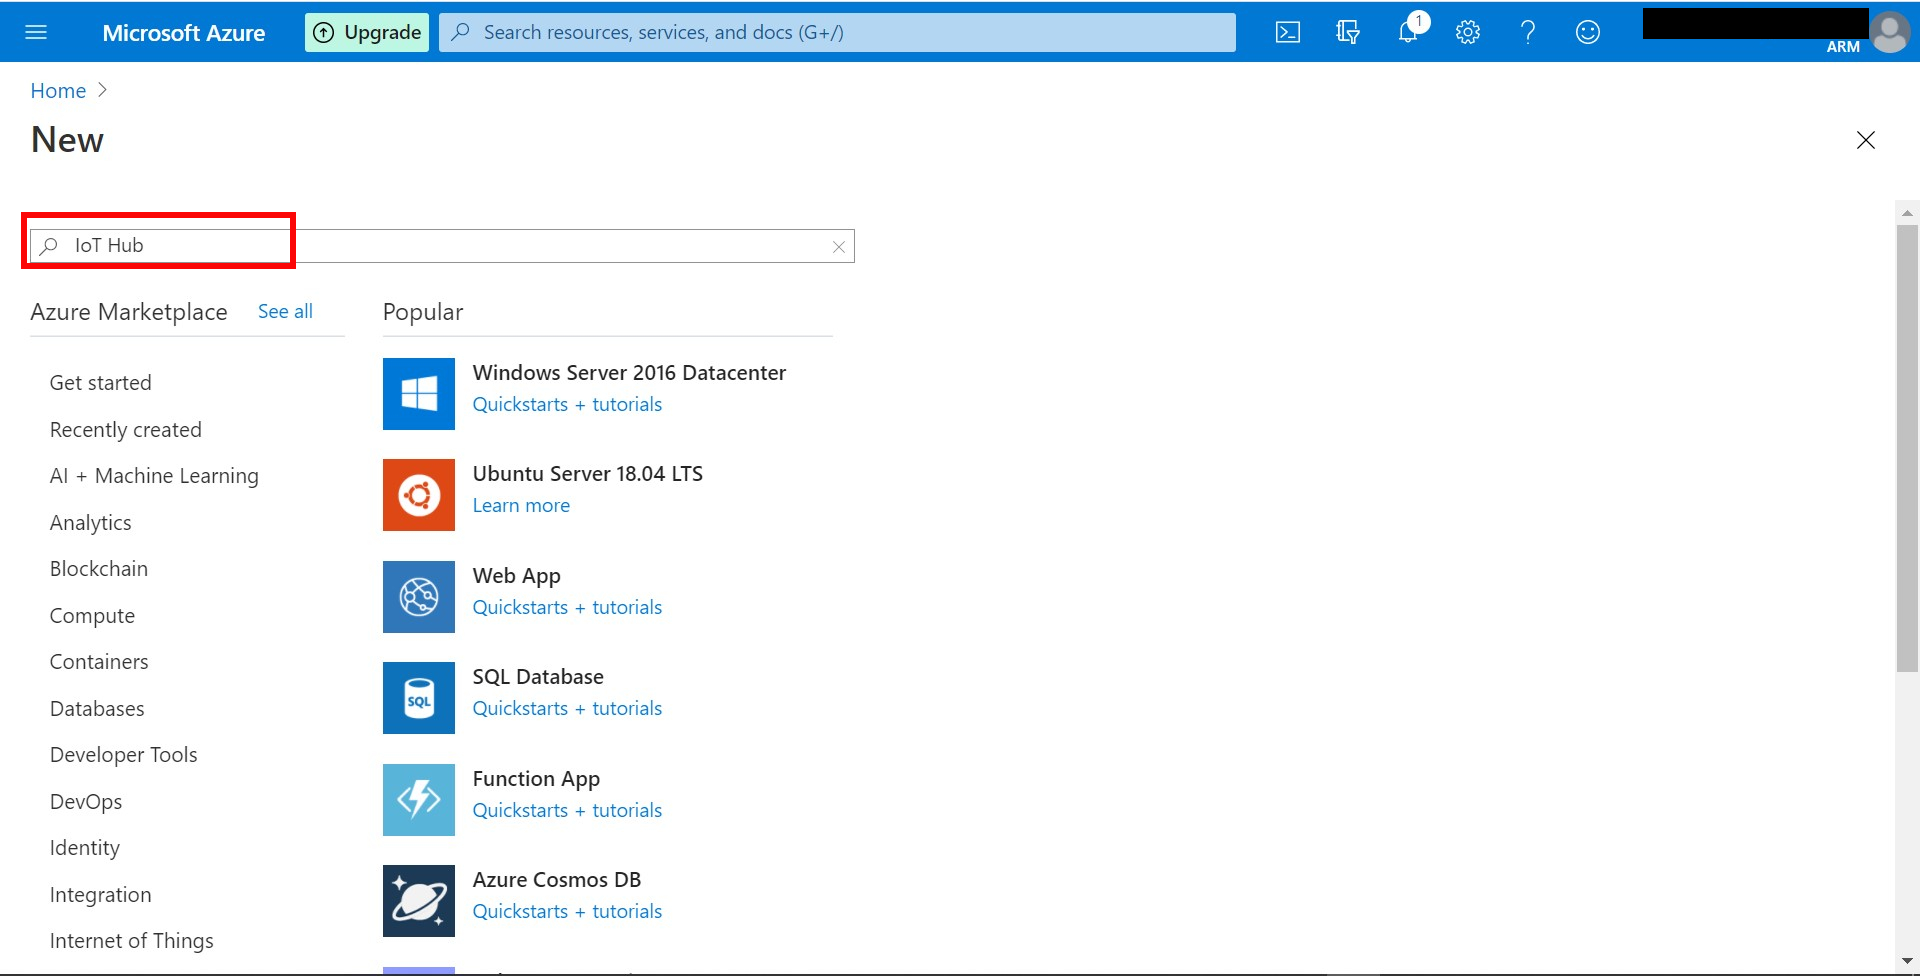 Microsoft Azure
Upgrade
Search resources, services, and docs (G+/)
1
ARM
Home
New
IoT Hub
Azure Marketplace
See all
Popular
Get started
Recently created
AI + Machine Learning
Analytics
Blockchain
Compute
Containers
Databases
Developer Tools
DevOps
Identity
Integration
Internet of Things
Windows Server 2016 Datacenter
Quickstarts + tutorials
Ubuntu Server 18.04 LTS
Learn more
Web App
Quickstarts + tutorials
SQL
SQL Database
Quickstarts + tutorials
Function App
Quickstarts + tutorials
Azure Cosmos DB
Quickstarts + tutorials